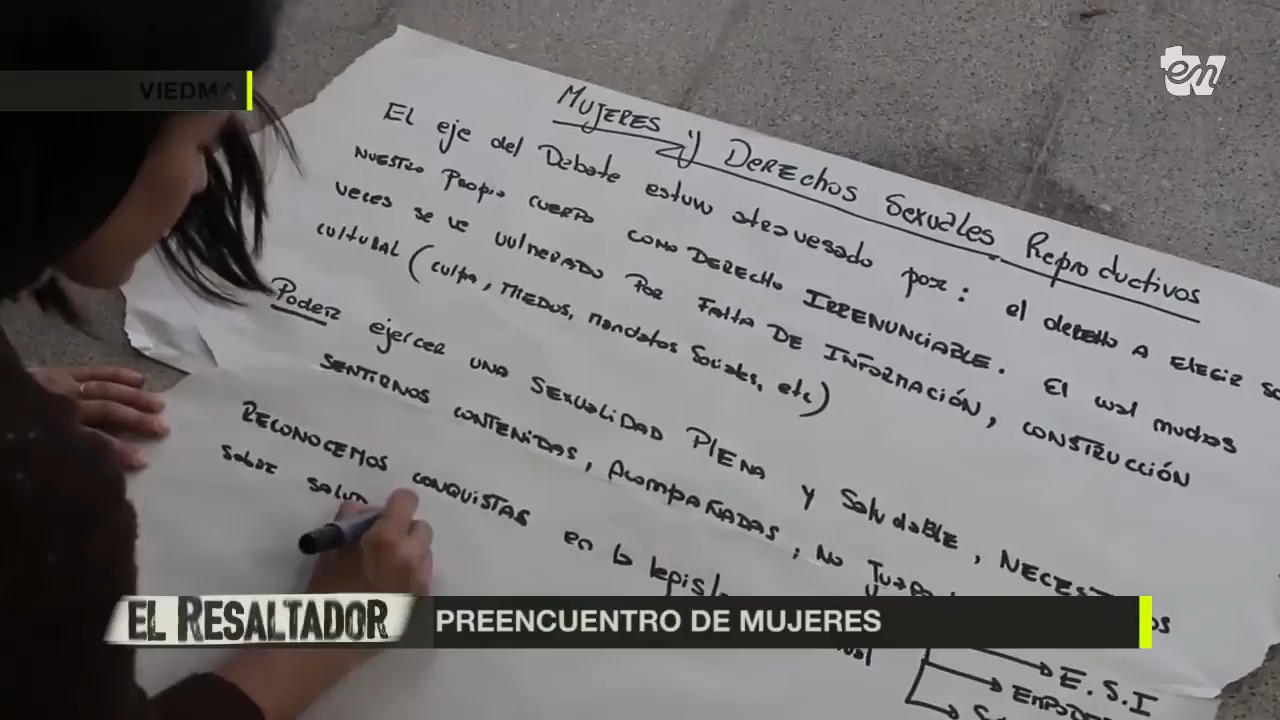 VIEDMA
en
MUJERES y DERECHOS SEXUALES REPRODUCTIVOS
El eje del Debate estuvo atravesado por: el derecho A ELEGIR
NUESTRO PROPIO CUERPO COMO DERECHO IRRENUNCIABLE. El cual muchas
veces se ve VULNERADO POR FALTA DE INFORMACIÓN, CONSTRUCCIÓN
CULTURAL (culpa, MIEDOS, Mandatos Sociales, etc)
Poder ejercer UNA SEXUALIDAD PLENA y Saludable, NECESITAMOS
SENTIRNOS CONTENIDAS, Acompañadas; No
RECONOCEMOS CONQUISTAS en la
sobre salud
E.S.I
EL RESALTADOR
PREENCUENTRO DE MUJERES